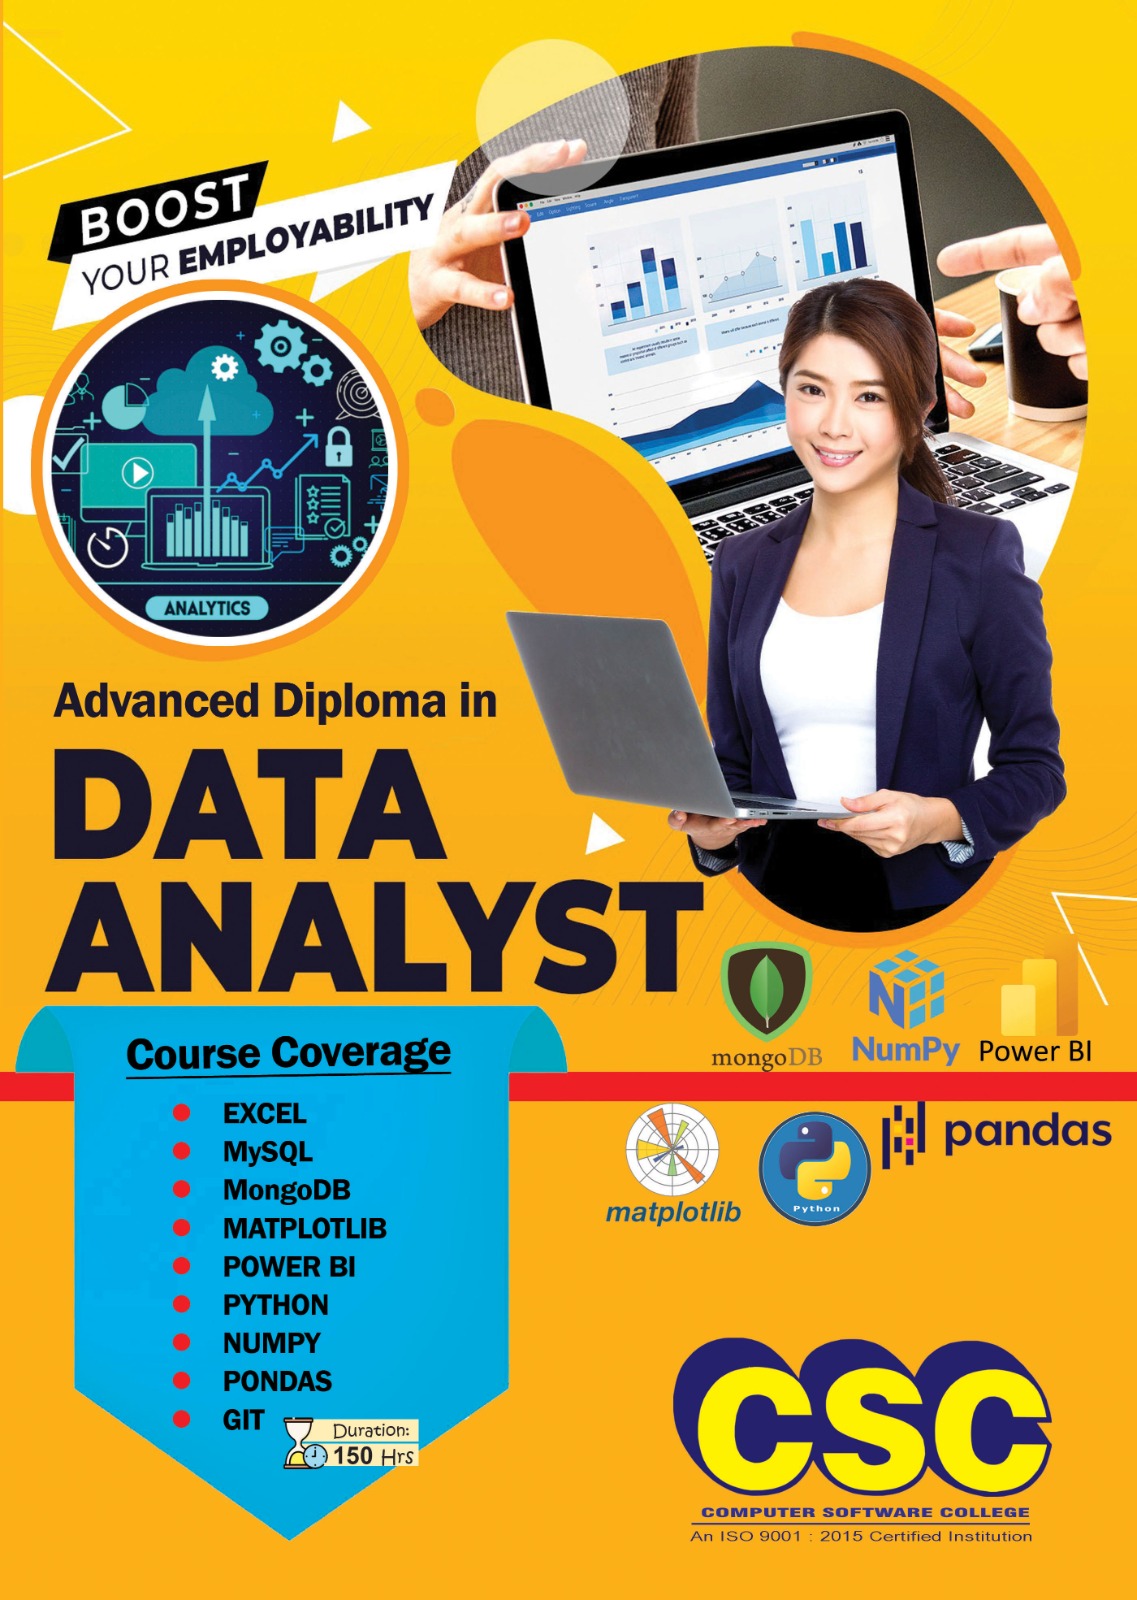 BOOST
YOUR EMPLOYABILITY
ANALYTICS
Advanced Diploma in
DATA
ANALYST
mongoDB
NumPy
Power BI
Course Coverage
EXCEL
MySQL
MongoDB
MATPLOTLIB
POWER BI
PYTHON
NUMPY
PONDAS
GIT
Duration:
150 Hrs
matplotlib
Python
pandas
CSC
COMPUTER SOFTWARE COLLEGE
An ISO 9001 : 2015 Certified Institution